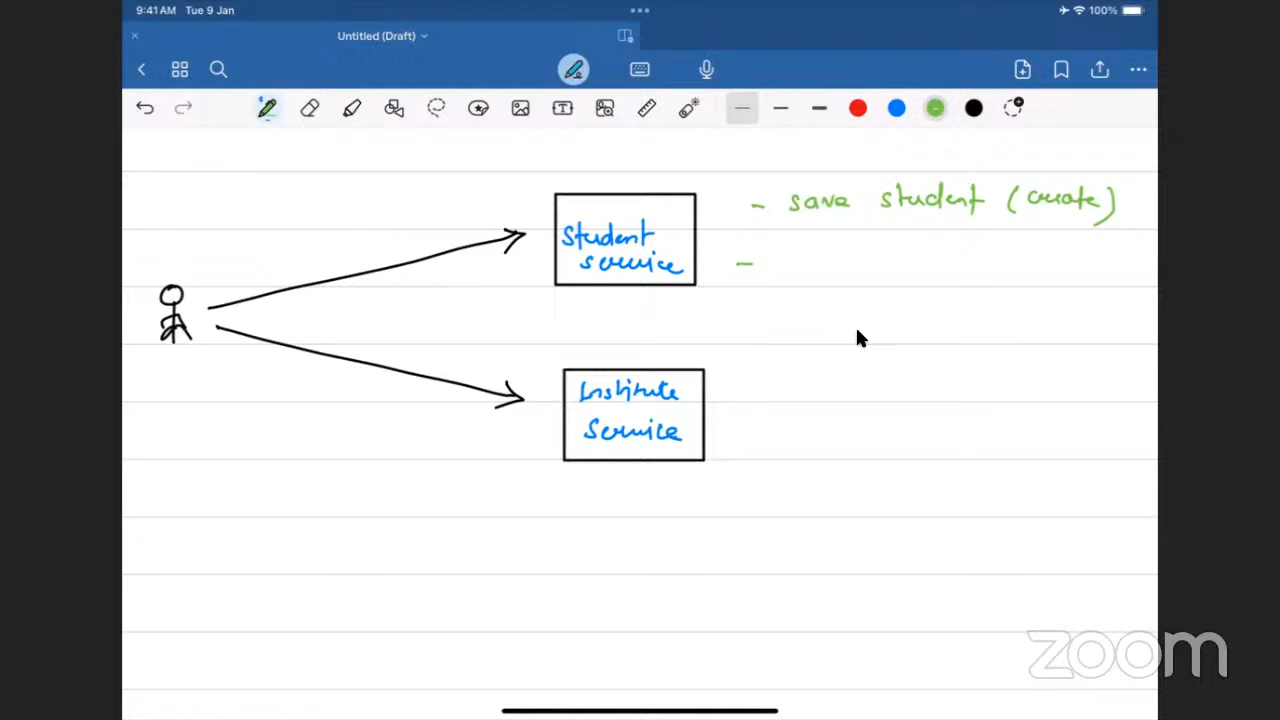 9:41 AM Tue 9 Jan
100%
Untitled (Draft)
- save student (create)
Student
service
-
Institute
Service
zoom